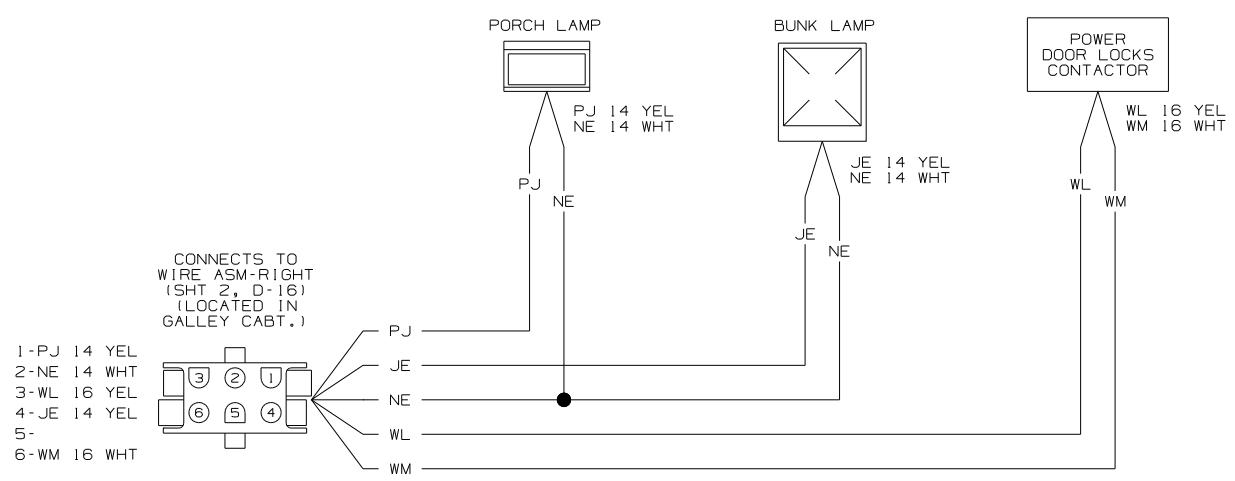 PORCH LAMP
PJ 14 YEL
NE 14 WHT
BUNK LAMP
JE 14 YEL
NE 14 WHT
POWER
DOOR LOCKS
CONTACTOR
WL 16 YEL
WM 16 WHT
PJ
NE
JE
NE
WL
WM
CONNECTS TO
WIRE ASM-RIGHT
(SHT 2, D-16)
(LOCATED IN
GALLEY CABT.)
1-PJ 14 YEL
2-NE 14 WHT
3-WL 16 YEL
4-JE 14 YEL
5-
6-WM 16 WHT
3 2 1
6 5 4
PJ
JE
NE
WL
WM